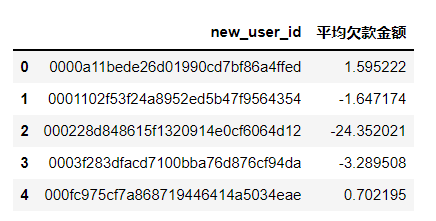 new_user_id 平均欠款金额
0 0000a11bede26d01990cd7bf86a4ffed 1.595222
1 0001102f53f24a8952ed5b47f9564354 -1.647174
2 000228d848615f1320914e0cf6064d12 -24.352021
3 0003f283dfacd7100bba76d876cf94da -3.289508
4 000fc975cf7a868719446414a5034eae 0.702195